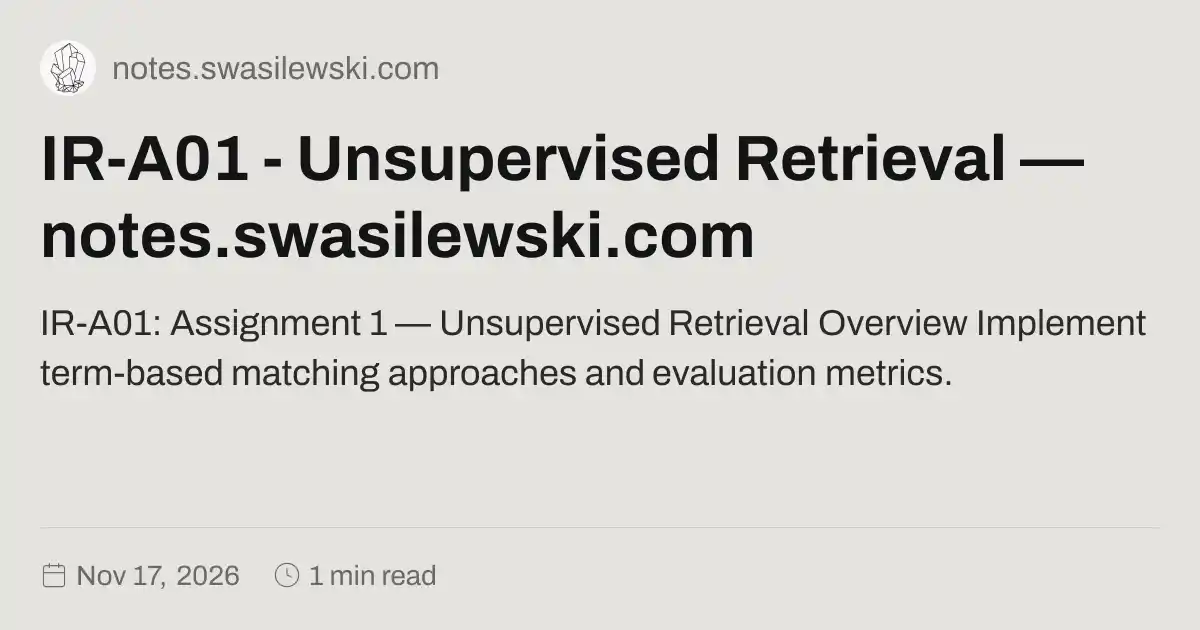 notes.swasilewski.com
IR-A01 - Unsupervised Retrieval —
notes.swasilewski.com
IR-A01: Assignment 1 — Unsupervised Retrieval Overview Implement
term-based matching approaches and evaluation metrics.
Nov 17, 2026 1 min read